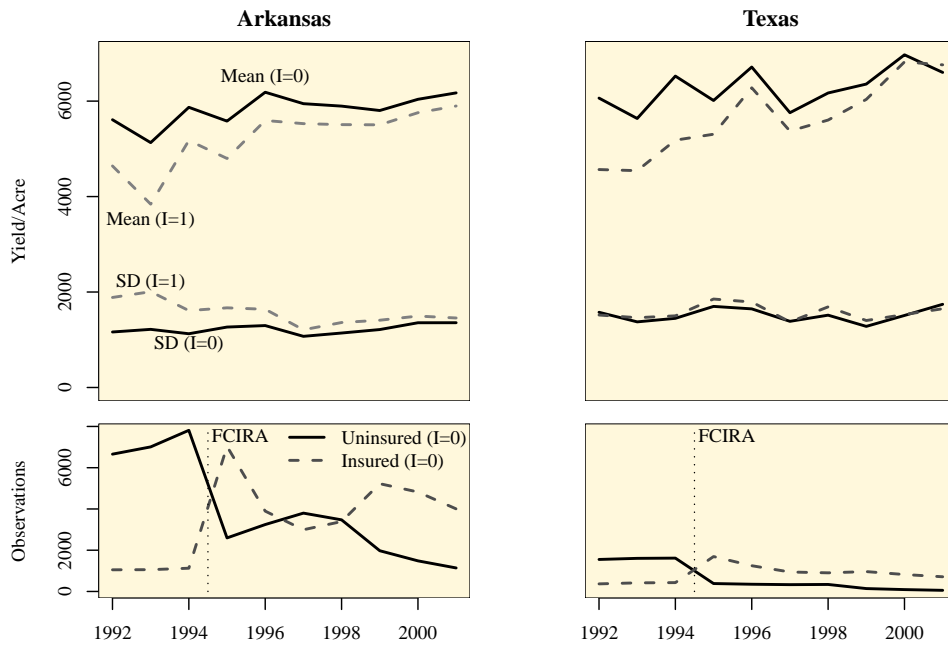 Arkansas
Texas
Yield/Acre
6000
4000
2000
0
Mean (I=0)
Mean (I=1)
SD (I=1)
SD (I=0)
Observations
6000
2000
0
FCIRA
Uninsured (I=0)
Insured (I=0)
FCIRA
1992 1994 1996 1998 2000
1992 1994 1996 1998 2000